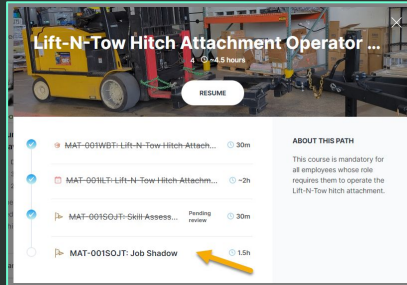 Lift-N-Tow Hitch Attachment Operator ...
4 ~4.5 hours
RESUME
MAT-001WBT: Lift-N-Tow Hitch Attach... 30m
MAT-001ILT: Lift-N-Tow Hitch Attachm... ~2h
MAT-001SOJT: Skill Assess... Pending review 30m
MAT-001SOJT: Job Shadow 1.5h
ABOUT THIS PATH
This course is mandatory for
all employees whose role
requires them to operate the
Lift-N-Tow hitch attachment.